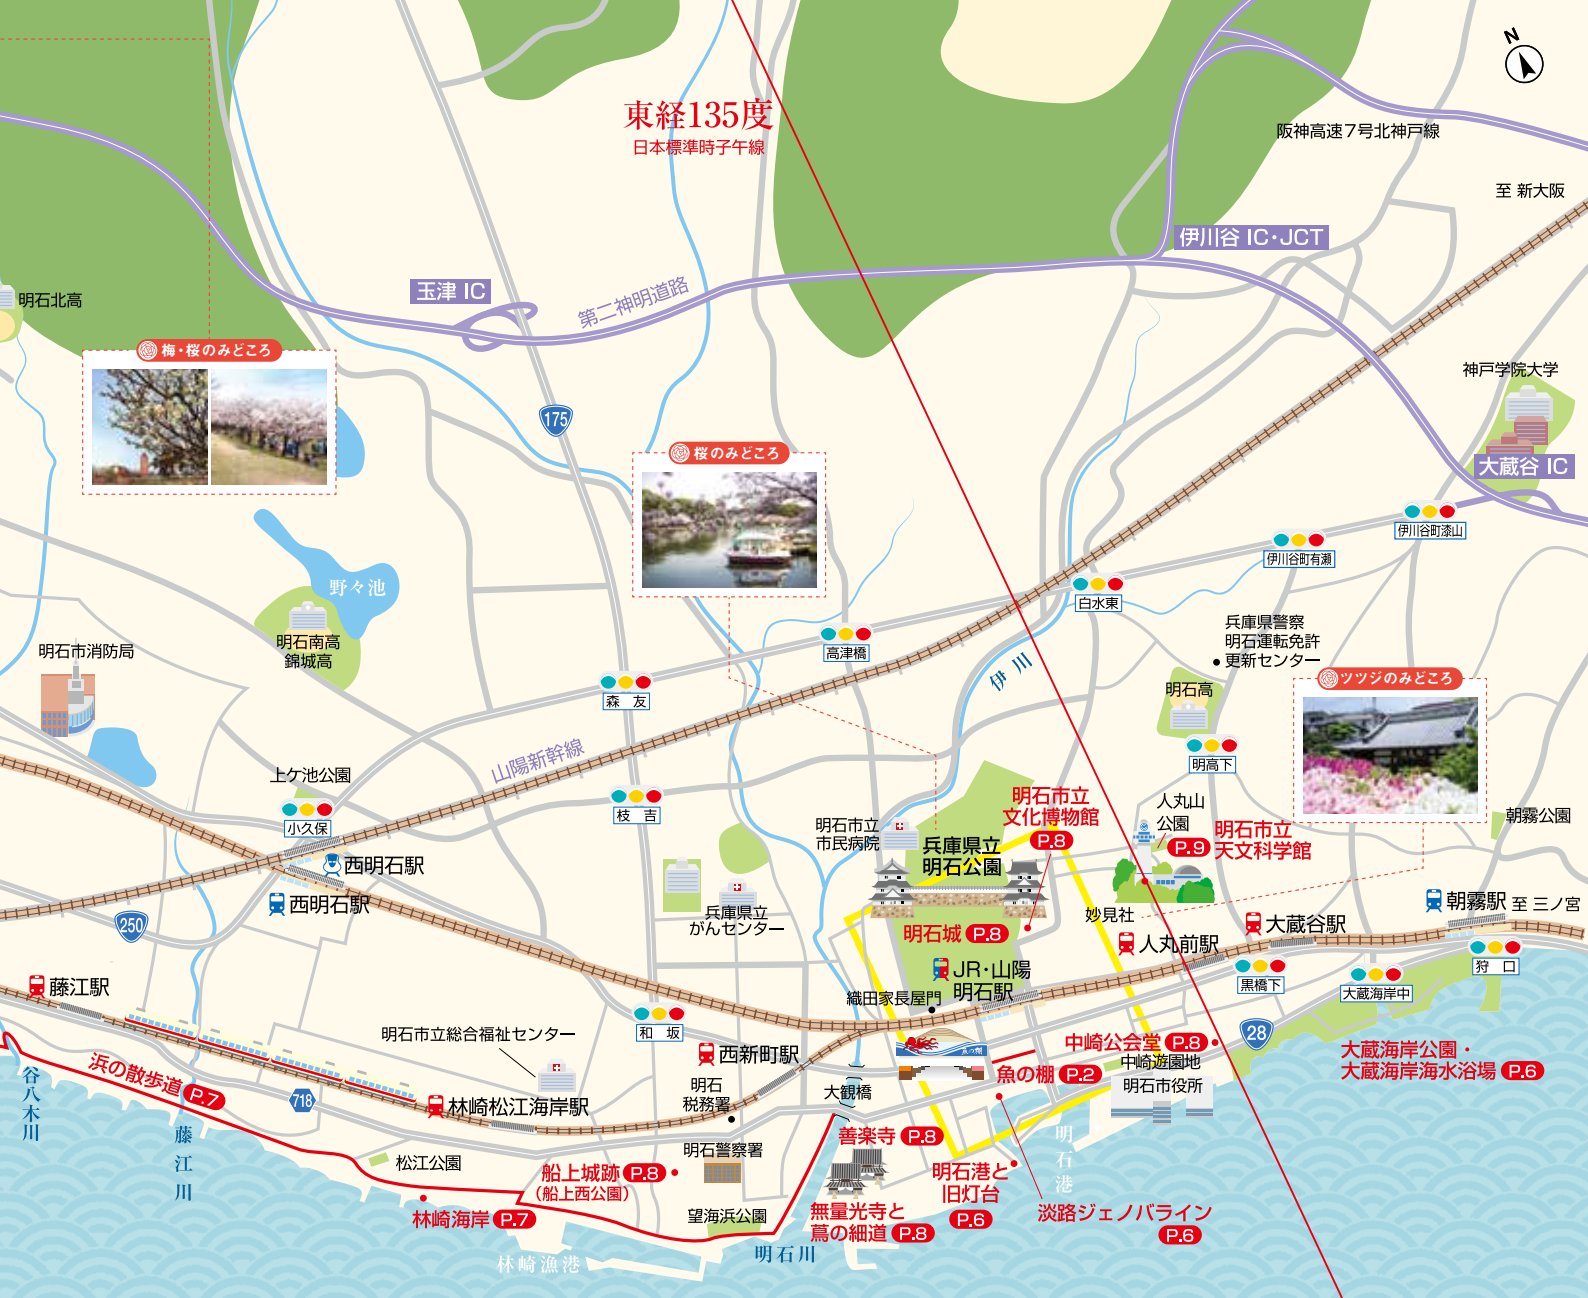 N
東経135度
日本標準時子午線
阪神高速7号北神戸線
至 新大阪
伊川谷 IC・JCT
玉津 IC
第二神明道路
明石北高
梅・桜のみどころ
175
桜のみどころ
神戸学院大学
大蔵谷 IC
伊川谷町漆山
伊川谷町有瀬
白水東
野々池
明石南高
錦城高
明石市消防局
高津橋
伊川
兵庫県警察
明石運転免許
更新センター
森 友
明石高
ツツジのみどころ
明高下
山陽新幹線
上ケ池公園
小久保
枝 吉
明石市立
文化博物館
P.8
人丸山
公園
P.9
明石市立
天文科学館
朝霧公園
明石市立
市民病院
兵庫県立
明石公園
西明石駅
西明石駅
兵庫県立
がんセンター
250
妙見社
明石城 P.8
人丸前駅
大蔵谷駅
朝霧駅
至 三ノ宮
狩 口
黒橋下
大蔵海岸中
JR・山陽
明石駅
織田家長屋門
藤江駅
和 坂
明石市立総合福祉センター
西新町駅
28
中崎公会堂 P.8
中崎遊園地
明石市役所
魚の棚
魚の棚 P.2
大蔵海岸公園・
大蔵海岸海水浴場 P.6
浜の散歩道 P.7
谷八木川
718
林崎松江海岸駅
明石
税務署
大観橋
藤江川
松江公園
明石警察署
善楽寺 P.8
明石港
船上城跡 P.8
(船上西公園)
明石港と
旧灯台
P.6
林崎海岸 P.7
望海浜公園
無量光寺と
蔦の細道 P.8
淡路ジェノバライン
P.6
林崎漁港
明石川